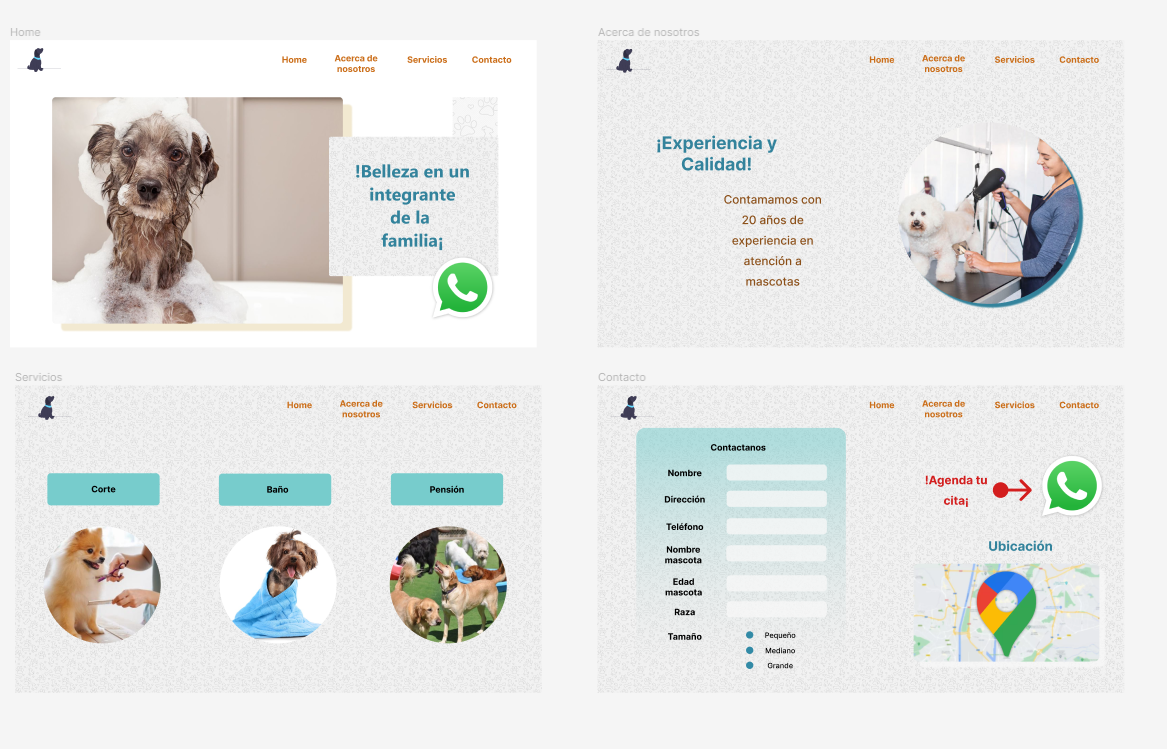 Home
Home
Acerca de
nosotros
Servicios
Contacto
!Belleza en un
integrante
de la
familia¡
Acerca de nosotros
Home
Acerca de
nosotros
Servicios
Contacto
¡Experiencia y
Calidad!
Contamamos con
20 años de
experiencia en
atención a
mascotas
Servicios
Home
Acerca de
nosotros
Servicios
Contacto
Corte
Baño
Pensión
Contacto
Home
Acerca de
nosotros
Servicios
Contacto
Contactanos
Nombre
Dirección
Teléfono
Nombre
mascota
Edad
mascota
Raza
Tamaño
Pequeño
Mediano
Grande
!Agenda tu
cita¡
Ubicación